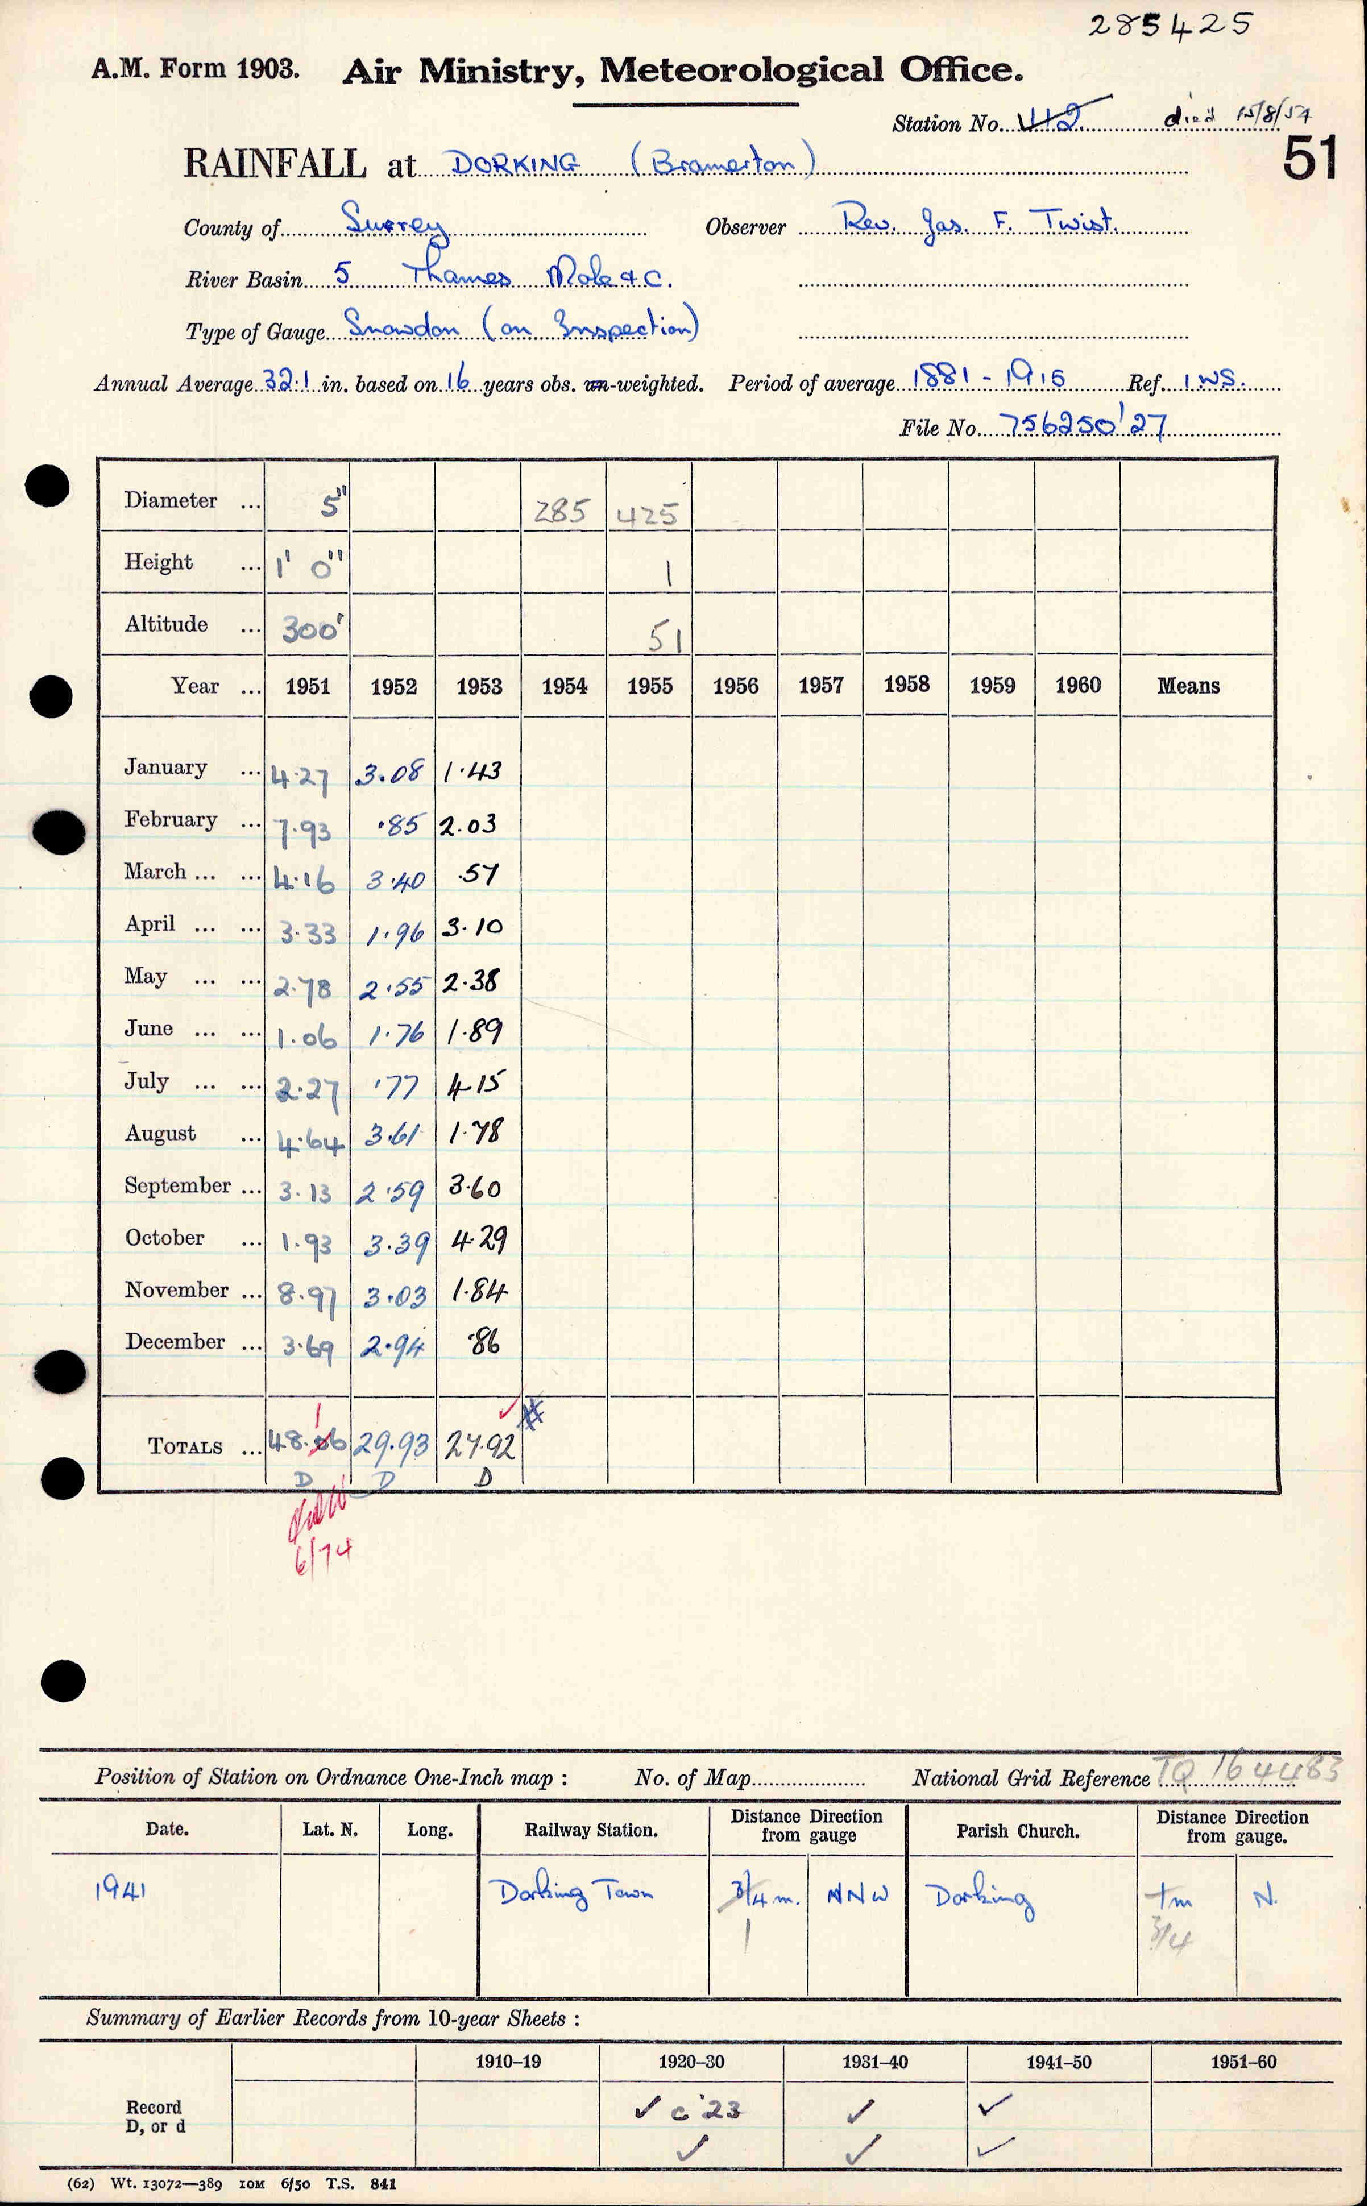 285425
A.M. Form 1903. Air Ministry, Meteorological Office.
Station No. 112 died 15/8/54
51
RAINFALL at DORKING (Bramerton)
County of Surrey Observer Rev. Jas. F. Twist.
River Basin 5 Thames Mole &c.
Type of Gauge Snowdon (on Inspection)
Annual Average 32.1 in. based on 16 years obs. un-weighted. Period of average 1881-1915 Ref. I WS.
File No. 756250/27
Diameter ... 5" 285 425
Height ... 1' 0" 1
Altitude ... 300' 51
Year ... 1951 1952 1953 1954 1955 1956 1957 1958 1959 1960 Means
January ... 4.27 3.08 1.43
February ... 7.93 .85 2.03
March ... ... 4.16 3.40 .57
April ... ... 3.33 1.96 3.10
May ... ... 2.78 2.55 2.38
June ... ... 1.06 1.76 1.89
July ... ... 2.27 .77 4.15
August ... 4.64 3.61 1.78
September ... 3.13 2.59 3.60
October ... 1.93 3.39 4.29
November ... 8.97 3.03 1.84
December ... 3.69 2.94 .86
1
TOTALS ... 48.06 29.93 27.92
D D D
6/74
Position of Station on Ordnance One-Inch map : No. of Map National Grid Reference TQ 164483
Date. Lat. N. Long. Railway Station. Distance Direction from gauge Parish Church. Distance Direction from gauge.
1941 Dorking Town 3/4 m. NNW Dorking 1m N.
1 3/4
Summary of Earlier Records from 10-year Sheets :
1910–19 1920–30 1931–40 1941–50 1951–60
Record ✓ c '23 ✓ ✓
D, or d ✓ ✓ ✓
(62) Wt. 13072—389 10M 6/50 T.S. 841